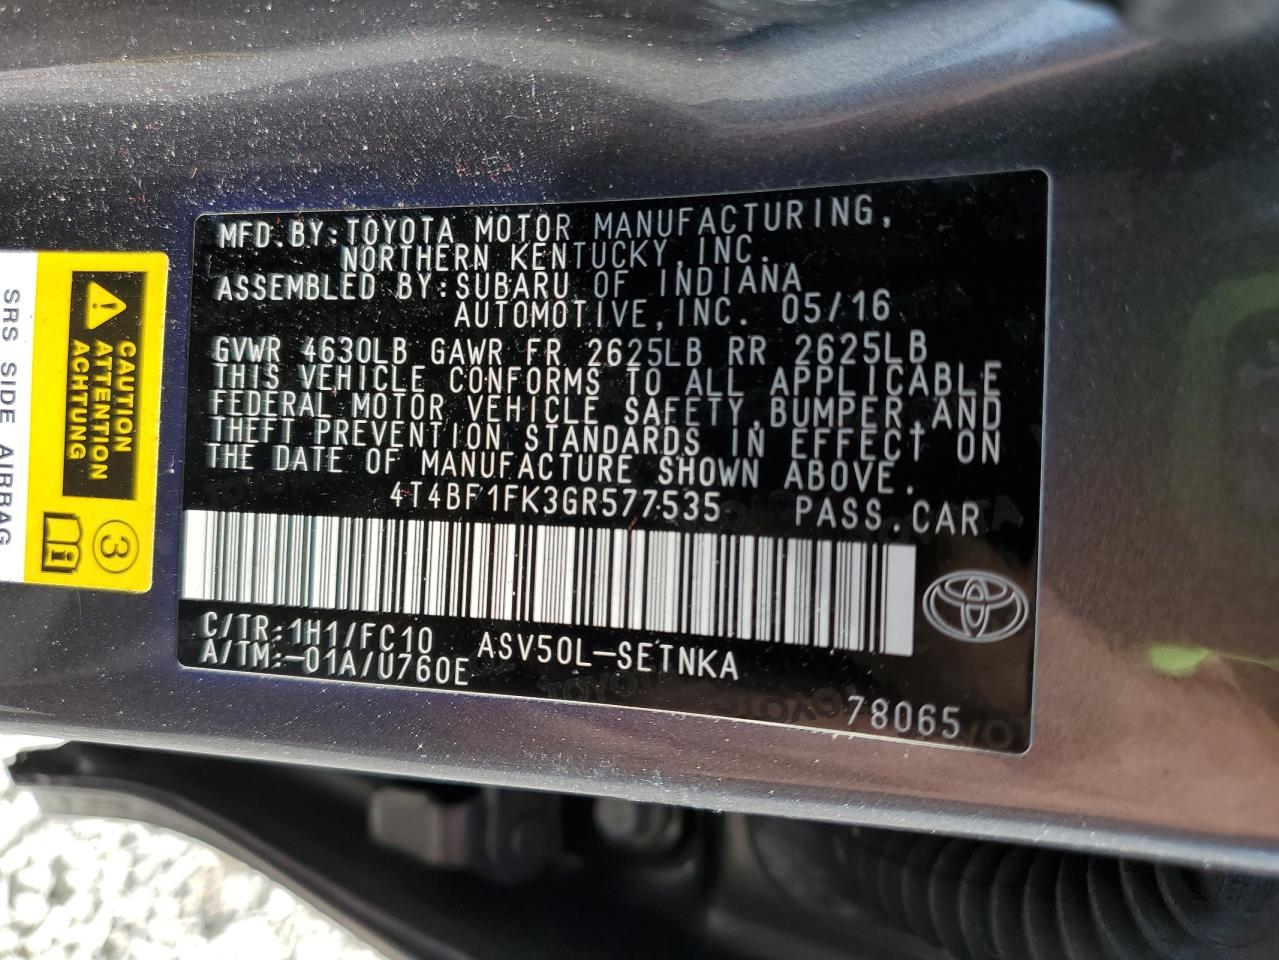 MFD.BY:TOYOTA MOTOR MANUFACTURING,
NORTHERN KENTUCKY,INC.
ASSEMBLED BY:SUBARU OF INDIANA
AUTOMOTIVE,INC. 05/16
GVWR 4630LB GAWR FR 2625LB RR 2625LB
THIS VEHICLE CONFORMS TO ALL APPLICABLE
FEDERAL MOTOR VEHICLE SAFETY,BUMPER,AND
THEFT PREVENTION STANDARDS IN EFFECT ON
THE DATE OF MANUFACTURE SHOWN ABOVE.
4T4BF1FK3GR577535 PASS.CAR
C/TR:1H1/FC10 ASV50L-SETNKA
A/TM:-01A/U760E
78065
CAUTION
ATTENTION
ACHTUNG
3
SRS SIDE AIRBAG